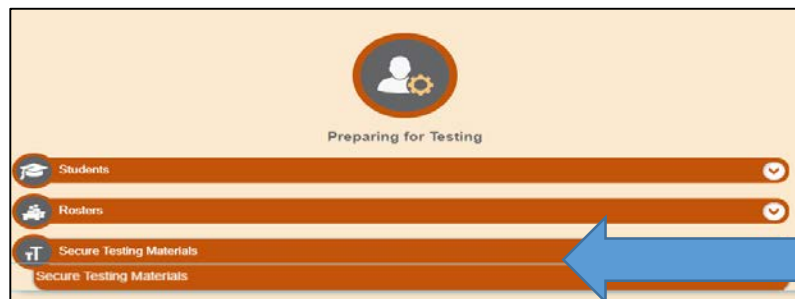 Preparing for Testing
Students
Rosters
Secure Testing Materials
Secure Testing Materials